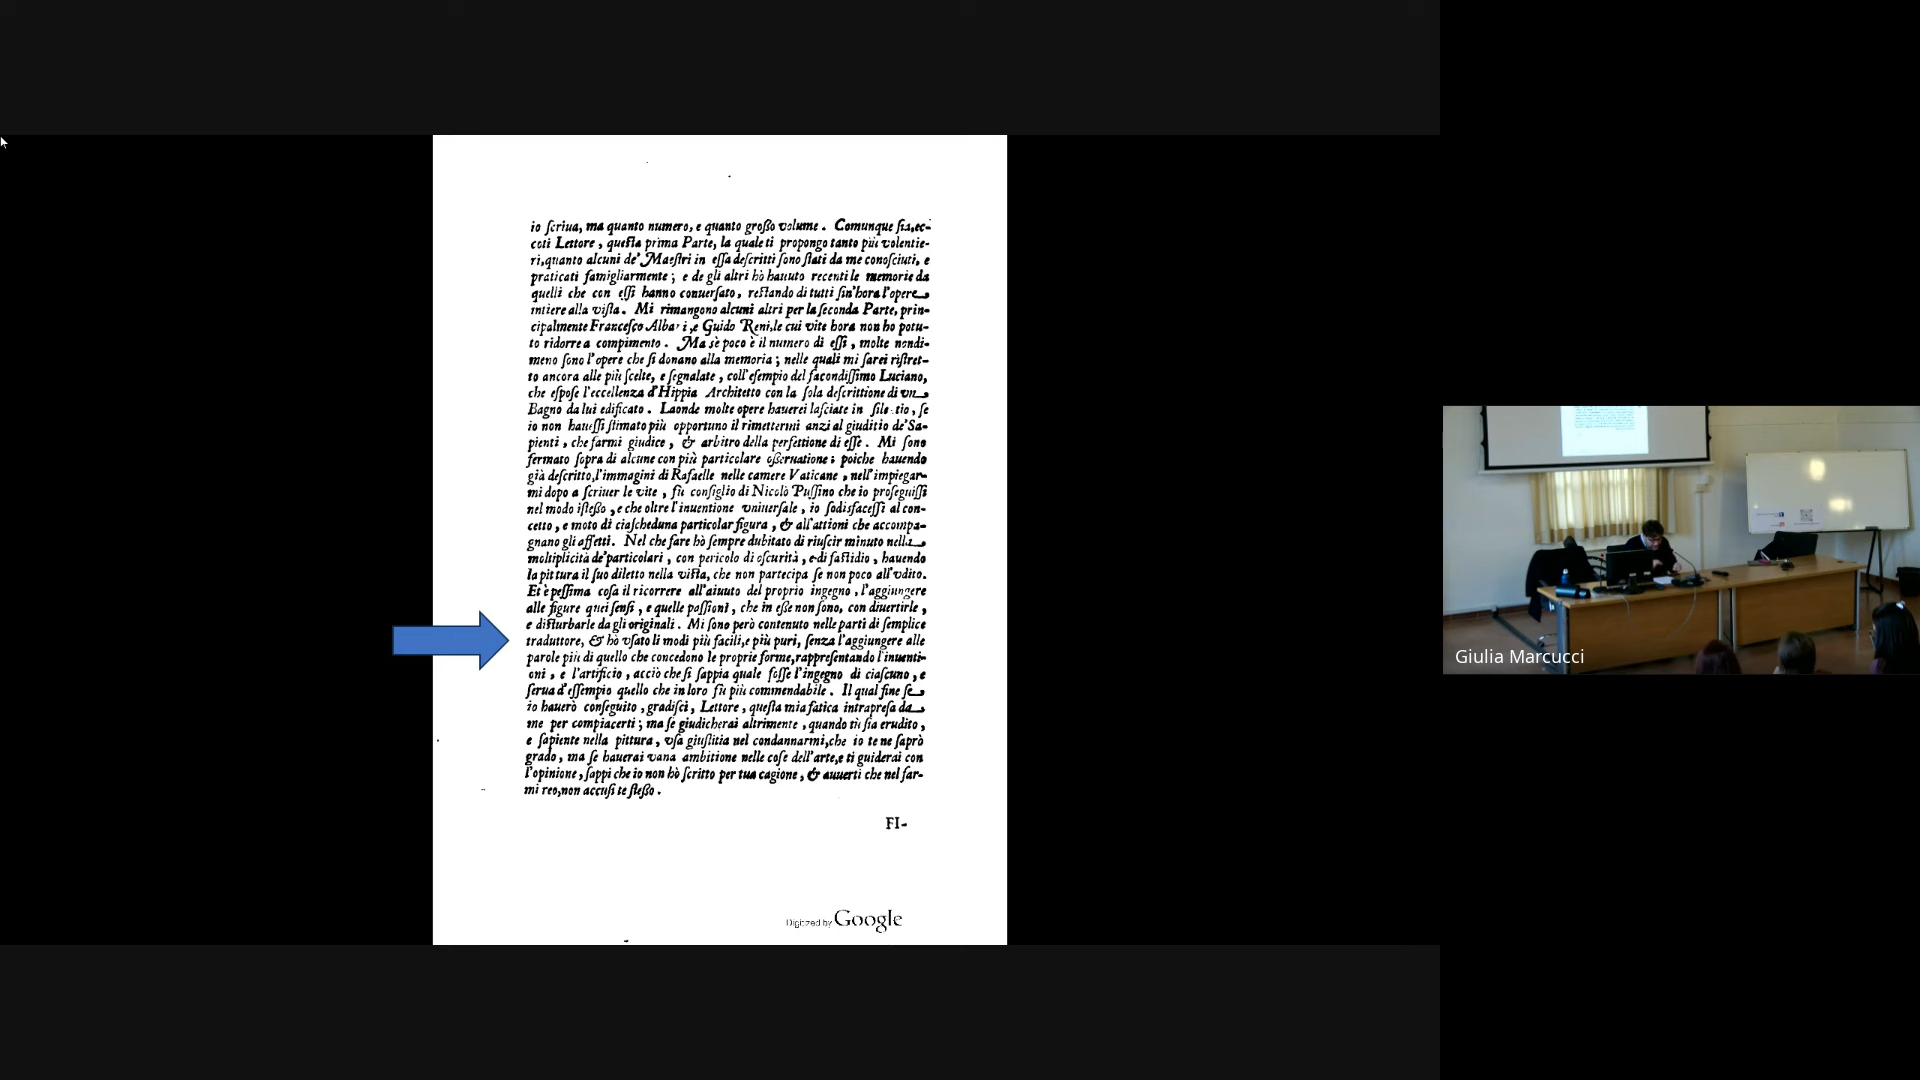 io ſcriua, ma quanto numero, e quanto groſſo volume. Comunque ſia, ec-
coti Lettore, queſta prima Parte, la quale ti propongo tanto più volentie-
ri, quanto alcuni de' Maeſtri in eſſa deſcritti ſono ſtati da me conoſciuti, e
praticati famigliarmente; e de gli altri hò hauuto recenti le memorie da
quelli che con eſſi hanno conuerſato, reſtando di tutti ſin'hora l'opere
intiere alla viſta. Mi rimangono alcuni altri per la ſeconda Parte, prin-
cipalmente Franceſco Alba i, e Guido Reni, le cui vite hora non ho potu-
to ridorre a compimento. Ma sè poco è il numero di eſſi, molte nondi-
meno ſono l'opere che ſi donano alla memoria; nelle quali mi ſarei riſtret-
to ancora alle più ſcelte, e ſegnalate, coll'eſempio del facondiſſimo Luciano,
che eſpoſe l'eccellenza d'Hippia Architetto con la ſola deſcrittione di vn
Bagno da lui edificato. Laonde molte opere hauerei laſciate in ſile tio, ſe
io non haueſſi ſtimato più opportuno il rimettermi anzi al giuditio de' Sa-
pienti, che farmi giudice, & arbitro della perfettione di eſſe. Mi ſono
fermato ſopra di alcune con più particolare oſſeruatione; poiche hauendo
già deſcritto, l'immagini di Rafaelle nelle camere Vaticane, nell'impiegar-
mi dopo a ſcriuer le vite, fù conſiglio di Nicolò Puſſino che io proſeguiſſi
nel modo iſteſſo, e che oltre l'inuentione vniuerſale, io ſodisfaceſſi al con-
cetto, e moto di ciaſcheduna particolar figura, & all'attioni che accompa-
gnano gli affetti. Nel che fare hò ſempre dubitato di riuſcir minuto nella
moltiplicità de' particolari, con pericolo di oſcurità, e di faſtidio, hauendo
la pittura il ſuo diletto nella viſta, che non partecipa ſe non poco all'vdito.
Et è peſſima coſa il ricorrere all'aiuuto del proprio ingegno, l'aggiungere
alle figure quei ſenſi, e quelle paſſioni, che in eſſe non ſono, con diuertirle,
e diſturbarle da gli originali. Mi ſono però contenuto nelle parti di ſemplice
traduttore, & hò vſato li modi più facili, e più puri, ſenza l'aggiungere alle
parole più di quello che concedono le proprie forme, rappreſentando l'inuenti-
oni, e l'artificio, acciò che ſi ſappia quale foſſe l'ingegno di ciaſcuno, e
ſerua d'eſſempio quello che in loro fù più commendabile. Il qual fine ſe
io hauerò conſeguito, gradiſci, Lettore, queſta mia fatica intrapreſa da
me per compiacerti; ma ſe giudicherai altrimente, quando tù ſia erudito,
e ſapiente nella pittura, vſa giuſtitia nel condannarmi, che io te ne ſaprò
grado, ma ſe hauerai vana ambitione nelle coſe dell'arte, e ti guiderai con
l'opinione, ſappi che io non hò ſcritto per tua cagione, & auuerti che nel far-
mi reo, non accuſi te ſteſſo.
FI-
Digitized by Google
Giulia Marcucci